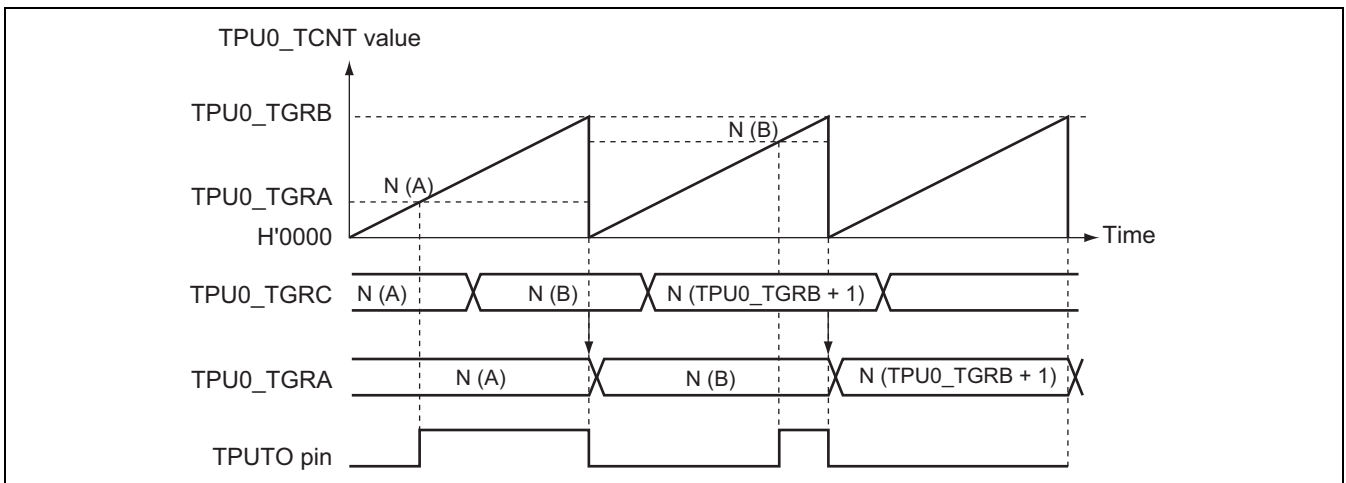 TPU0_TCNT value
TPU0_TGRB
N (B)
TPU0_TGRA
N (A)
H'0000
Time
TPU0_TGRC
N (A)
N (B)
N (TPU0_TGRB + 1)
TPU0_TGRA
N (A)
N (B)
N (TPU0_TGRB + 1)
TPUTO pin